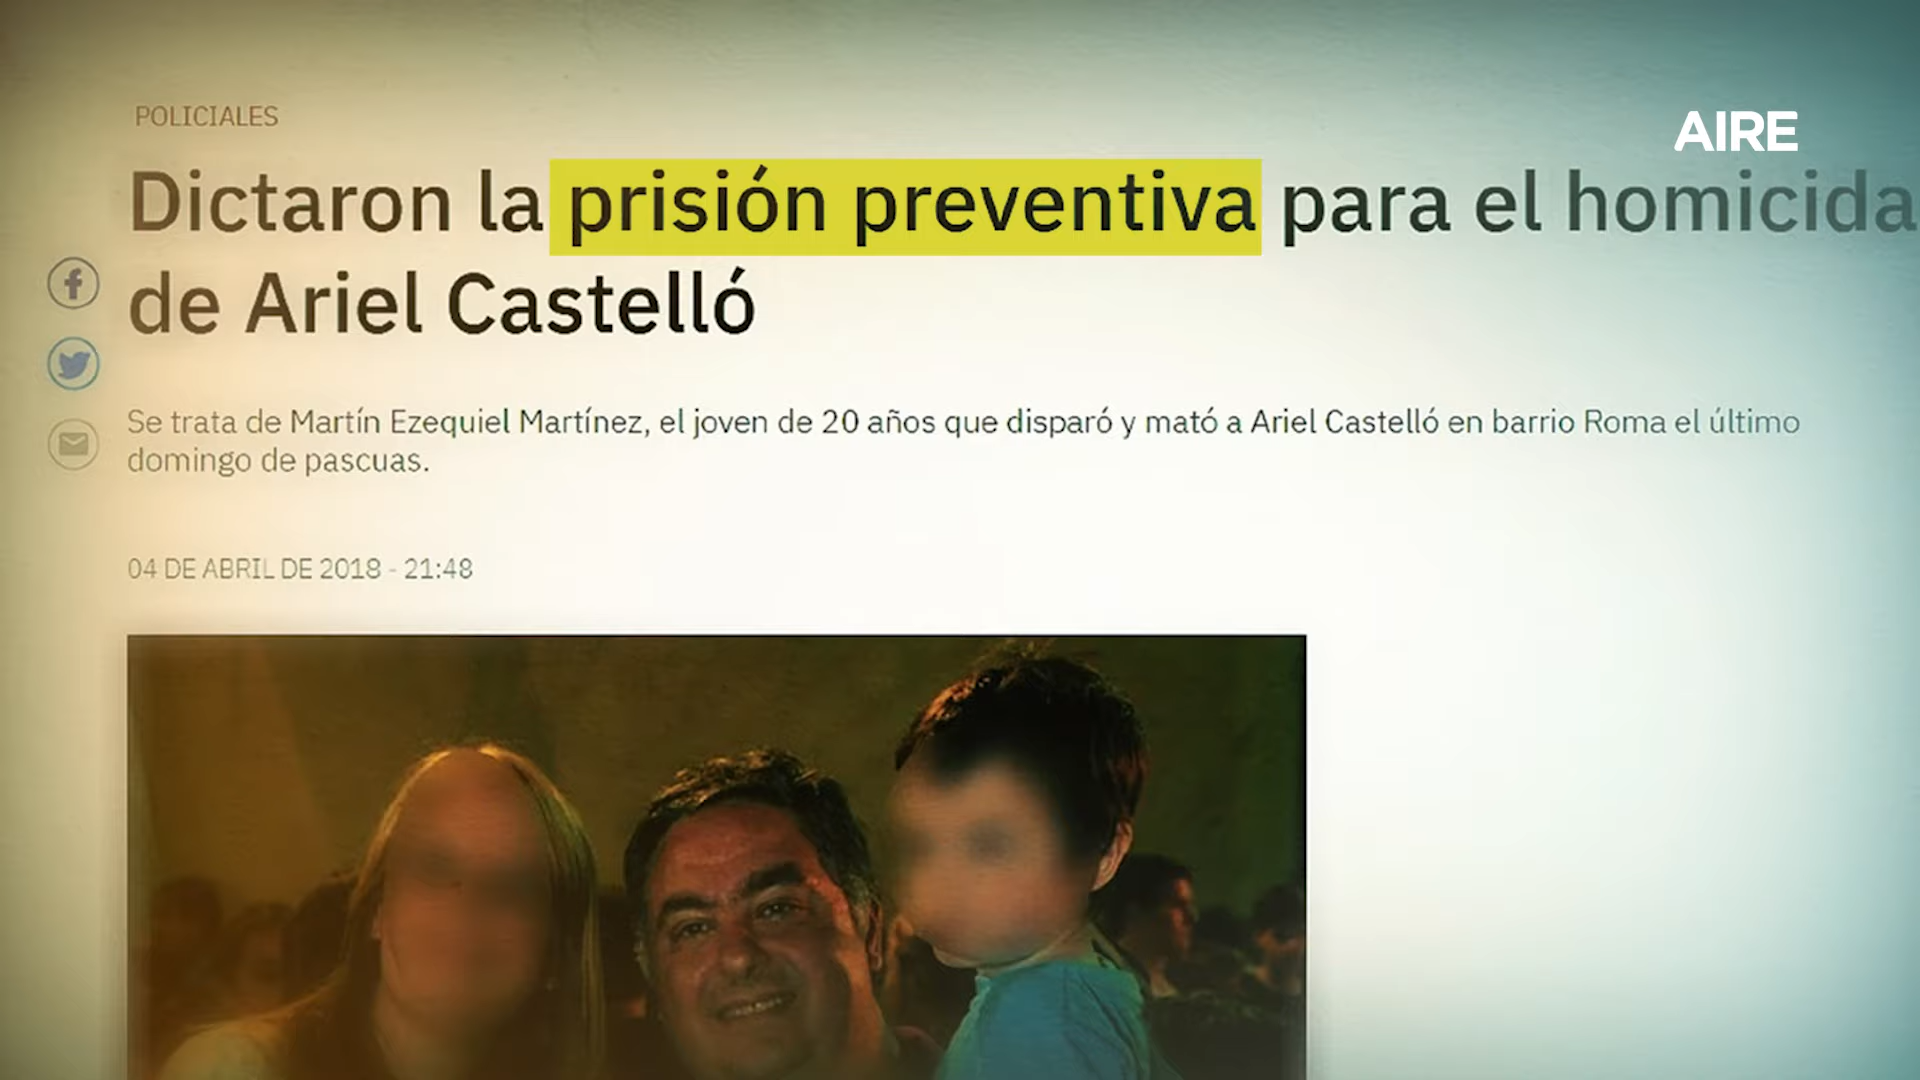 POLICIALES
AIRE
Dictaron la prisión preventiva para el homicida
de Ariel Castelló
Se trata de Martín Ezequiel Martínez, el joven de 20 años que disparó y mató a Ariel Castelló en barrio Roma el último
domingo de pascuas.
04 DE ABRIL DE 2018 - 21:48